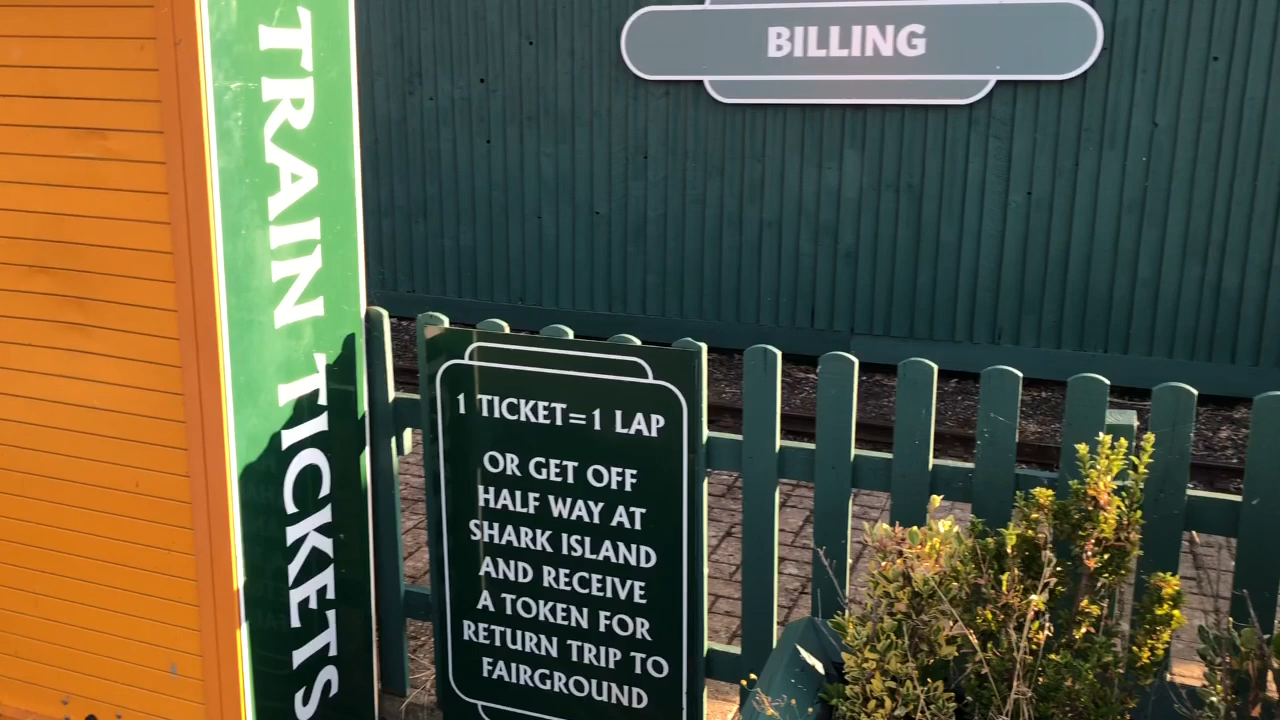 BILLING
TRAIN TICKETS
1 TICKET=1 LAP
OR GET OFF
HALF WAY AT
SHARK ISLAND
AND RECEIVE
A TOKEN FOR
RETURN TRIP TO
FAIRGROUND